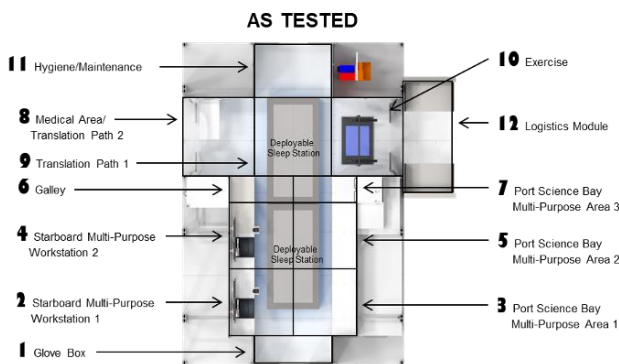 AS TESTED
11 Hygiene/Maintenance
10 Exercise
8 Medical Area/
Translation Path 2
12 Logistics Module
Deployable
Sleep Station
9 Translation Path 1
6 Galley
7 Port Science Bay
Multi-Purpose Area 3
4 Starboard Multi-Purpose
Workstation 2
Deployable
Sleep Station
5 Port Science Bay
Multi-Purpose Area 2
2 Starboard Multi-Purpose
Workstation 1
3 Port Science Bay
Multi-Purpose Area 1
1 Glove Box